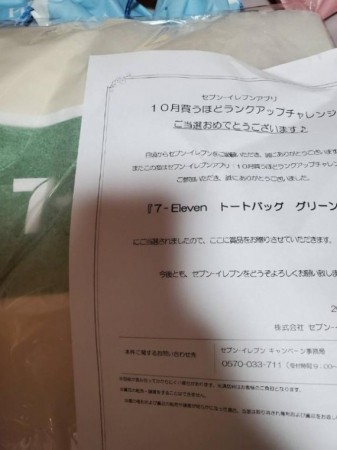 セブン‐イレブンアプリ
10月買うほどランクアップチャレンジ
ご当選おめでとうございます♪
日頃からセブン‐イレブンをご愛顧いただき、誠にありがとうございます
またこの度はセブン‐イレブンアプリ・10月買うほどランクアップチャレン
ご参加いただき、誠にありがとうございました。
7
『7-Eleven トートバッグ グリーン
にご当選されましたので、ここに賞品をお贈りさせていただきます。
今後とも、セブン‐イレブンをどうぞよろしくお願い致しま
2
株式会社 セブン‐
お本件に関するお問い合わせ先
セブン‐イレブン キャンペーン事務局
0570-033-711